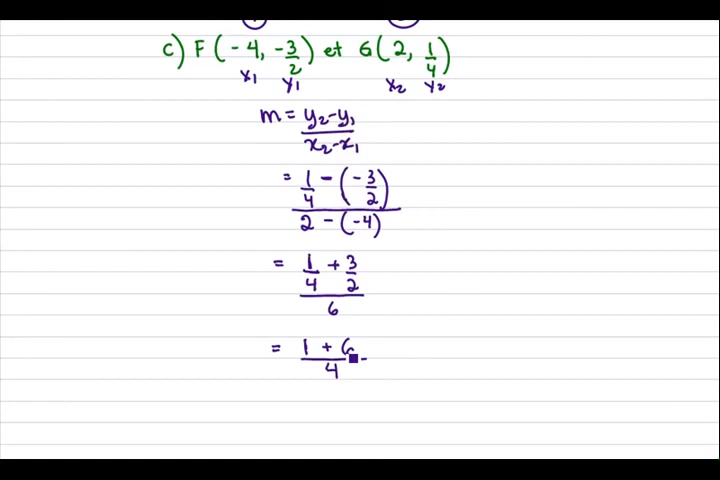 c) F(-4, -3/2) et G(2, 1/4)
x₁ y₁ x₂ y₂
m = y₂-y₁/x₂-x₁
= 1/4 - (-3/2)/2 - (-4)
= 1/4 + 3/2/6
= 1 + 6/4